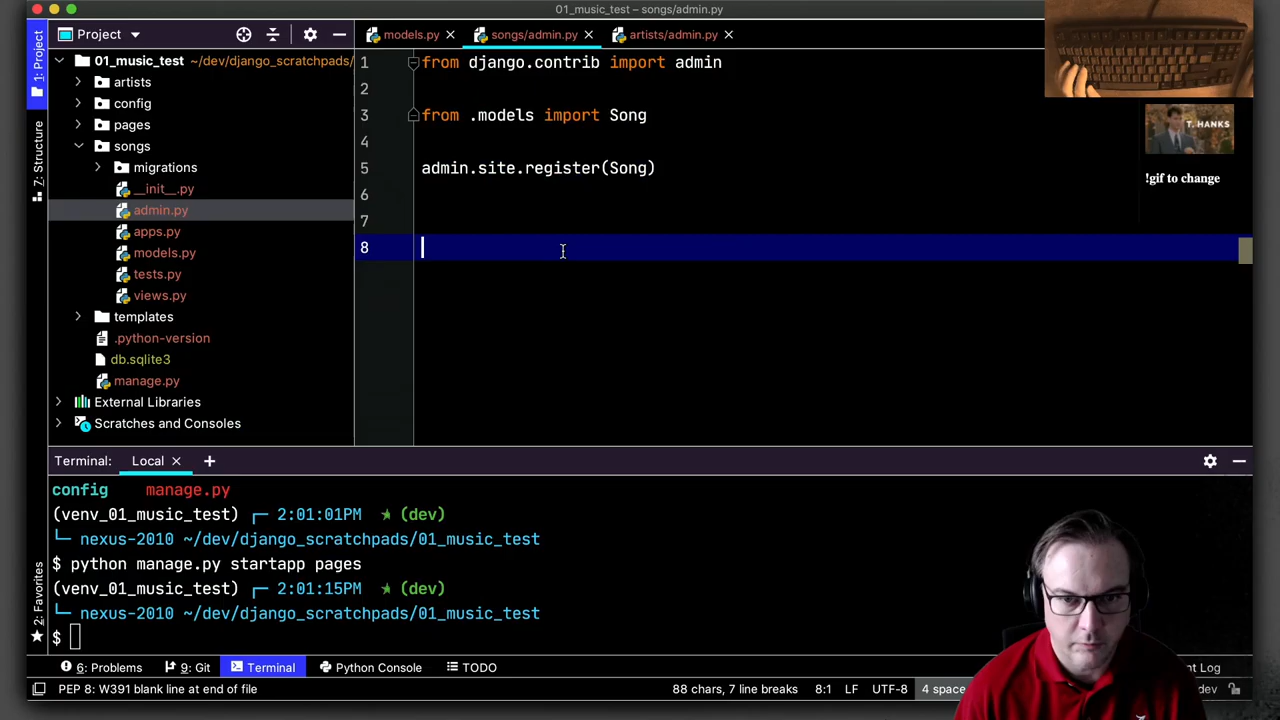 01_music_test – songs/admin.py
Project
models.py
songs/admin.py
artists/admin.py
1: Project
7: Structure
2: Favorites
01_music_test ~/dev/django_scratchpads/
artists
config
pages
songs
migrations
__init__.py
admin.py
apps.py
models.py
tests.py
views.py
templates
.python-version
db.sqlite3
manage.py
External Libraries
Scratches and Consoles
1 from django.contrib import admin
2
3 from .models import Song
4
5 admin.site.register(Song)
6
7
8
T. HANKS
!gif to change
Terminal: Local +
config manage.py
(venv_01_music_test) 2:01:01PM (dev)
nexus-2010 ~/dev/django_scratchpads/01_music_test
$ python manage.py startapp pages
(venv_01_music_test) 2:01:15PM (dev)
nexus-2010 ~/dev/django_scratchpads/01_music_test
$
6: Problems 9: Git Terminal Python Console TODO
nt Log
PEP 8: W391 blank line at end of file
88 chars, 7 line breaks 8:1 LF UTF-8 4 space
dev